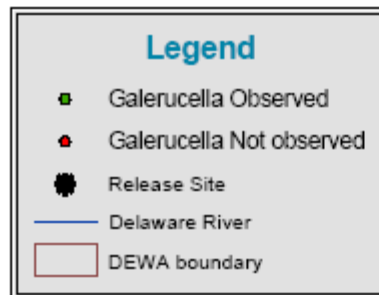 Legend
Galerucella Observed
Galerucella Not observed
Release Site
Delaware River
DEWA boundary